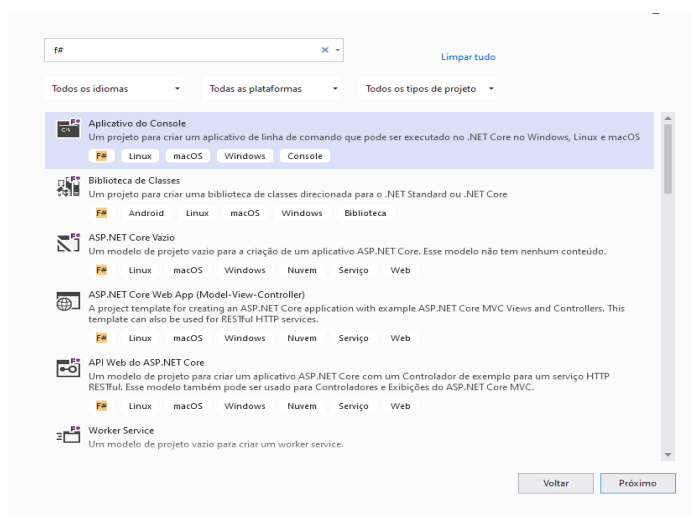 f#
Limpar tudo
Todos os idiomas
Todas as plataformas
Todos os tipos de projeto
Aplicativo do Console
Um projeto para criar um aplicativo de linha de comando que pode ser executado no .NET Core no Windows, Linux e macOS
F# Linux macOS Windows Console
Biblioteca de Classes
Um projeto para criar uma biblioteca de classes direcionada para o .NET Standard ou .NET Core
F# Android Linux macOS Windows Biblioteca
ASP.NET Core Vazio
Um modelo de projeto vazio para a criação de um aplicativo ASP.NET Core. Esse modelo não tem nenhum conteúdo.
F# Linux macOS Windows Nuvem Serviço Web
ASP.NET Core Web App (Model-View-Controller)
A project template for creating an ASP.NET Core application with example ASP.NET Core MVC Views and Controllers. This
template can also be used for RESTful HTTP services.
F# Linux macOS Windows Nuvem Serviço Web
API Web do ASP.NET Core
Um modelo de projeto para criar um aplicativo ASP.NET Core com um Controlador de exemplo para um serviço HTTP
RESTful. Esse modelo também pode ser usado para Controladores e Exibições do ASP.NET Core MVC.
F# Linux macOS Windows Nuvem Serviço Web
Worker Service
Um modelo de projeto vazio para criar um worker service.
Voltar
Próximo